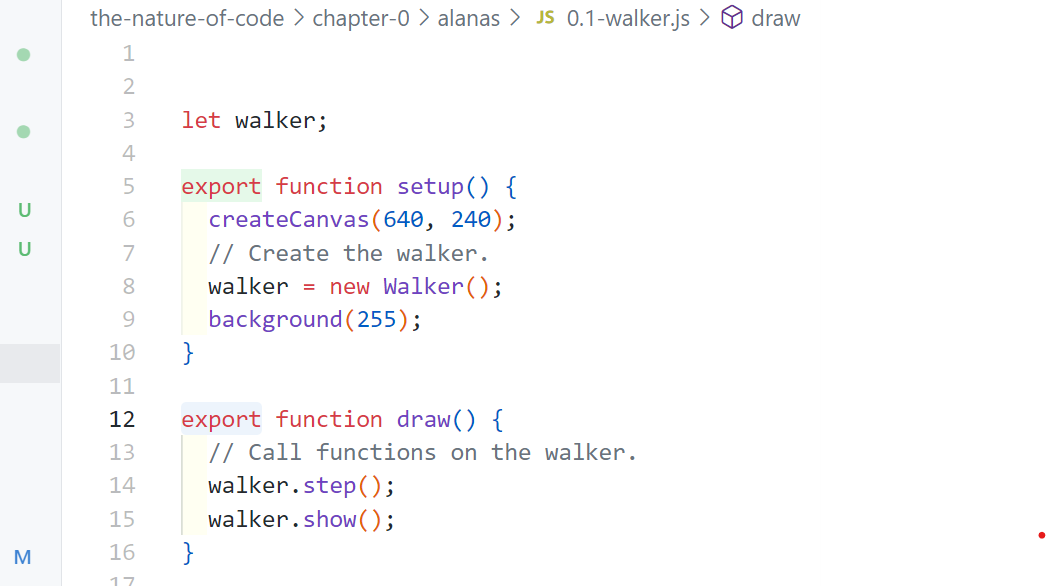 the-nature-of-code > chapter-0 > alanas > JS 0.1-walker.js > draw
1
2
3 let walker;
4
5 export function setup() {
6 createCanvas(640, 240);
7 // Create the walker.
8 walker = new Walker();
9 background(255);
10 }
11
12 export function draw() {
13 // Call functions on the walker.
14 walker.step();
15 walker.show();
16 }
17
U
U
M